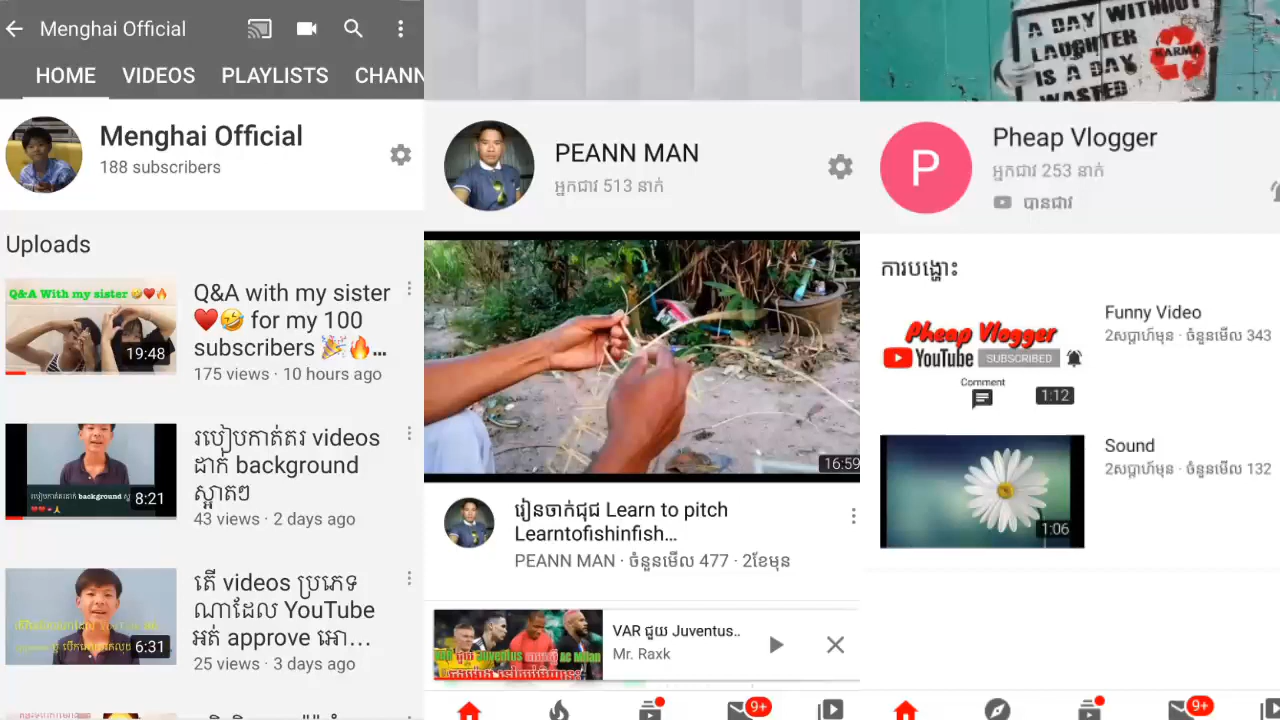 Menghai Official
HOME VIDEOS PLAYLISTS CHANN
Menghai Official
188 subscribers
Uploads
Q&A With my sister
19:48
Q&A with my sister
❤️🤣 for my 100
subscribers 🎉🔥...
175 views · 10 hours ago
8:21
របៀបកាត់តរ videos
ដាក់ background
ស្អាតៗ
43 views · 2 days ago
6:31
តើ videos ប្រភេទ
ណាដែល YouTube
អត់ approve អោ...
25 views · 3 days ago
PEANN MAN
អ្នកជាវ 513 នាក់
16:59
រៀនចាក់ជុជ Learn to pitch
Learntofishinfish...
PEANN MAN · ចំនួនមើល 477 · 2ខែមុន
VAR ជួយ Juventus..
Mr. Raxk
9+
A DAY WITHOUT
LAUGHTER
IS A DAY
WASTED
KARMA
P
Pheap Vlogger
អ្នកជាវ 253 នាក់
បានជាវ
ការបង្ហោះ
Pheap Vlogger
YouTube SUBSCRIBED
Comment
1:12
Funny Video
2សប្ដាហ៍មុន · ចំនួនមើល 343
1:06
Sound
2សប្ដាហ៍មុន · ចំនួនមើល 132
9+